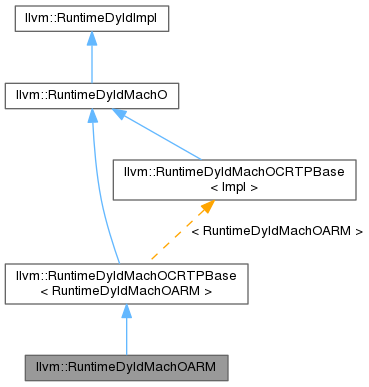 llvm::RuntimeDyldImpl
llvm::RuntimeDyldMachO
llvm::RuntimeDyldMachOCRTPBase
< Impl >
< RuntimeDyldMachOARM >
llvm::RuntimeDyldMachOCRTPBase
< RuntimeDyldMachOARM >
llvm::RuntimeDyldMachOARM